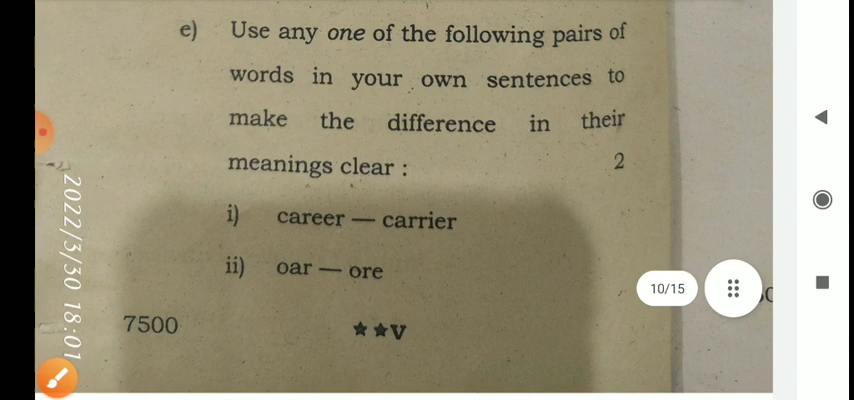 e) Use any one of the following pairs of
words in your own sentences to
make the difference in their
meanings clear : 2
i) career — carrier
ii) oar — ore
7500 ★★V
2022/3/30 18:01
10/15